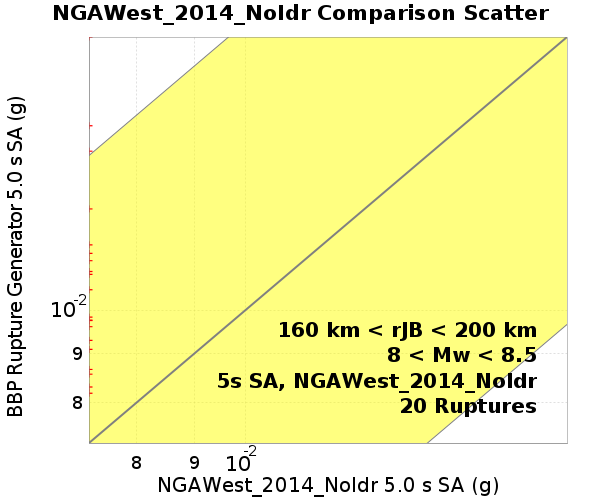 NGAWest_2014_NoIdr Comparison Scatter
BBP Rupture Generator 5.0 s SA (g)
10^-2
9
8
160 km < rJB < 200 km
8 < Mw < 8.5
5s SA, NGAWest_2014_NoIdr
20 Ruptures
8 9 10^-2
NGAWest_2014_NoIdr 5.0 s SA (g)